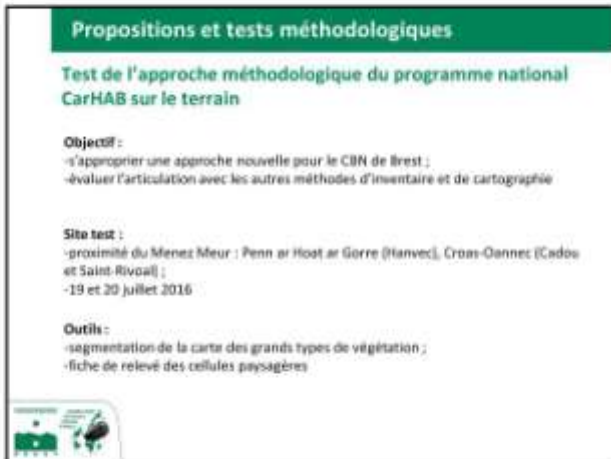 Propositions et tests méthodologiques
Test de l'approche méthodologique du programme national
CarHAB sur le terrain
Objectif :
-s'approprier une approche nouvelle pour le CBN de Brest ;
-évaluer l'articulation avec les autres méthodes d'inventaire et de cartographie
Site test :
-proximité du Menez Meur : Penn ar Hoat ar Gorre (Hanvec), Croas-Oannec (Cadou
et Saint-Rivoal) ;
-19 et 20 juillet 2016
Outils :
-segmentation de la carte des grands types de végétation ;
-fiche de relevé des cellules paysagères